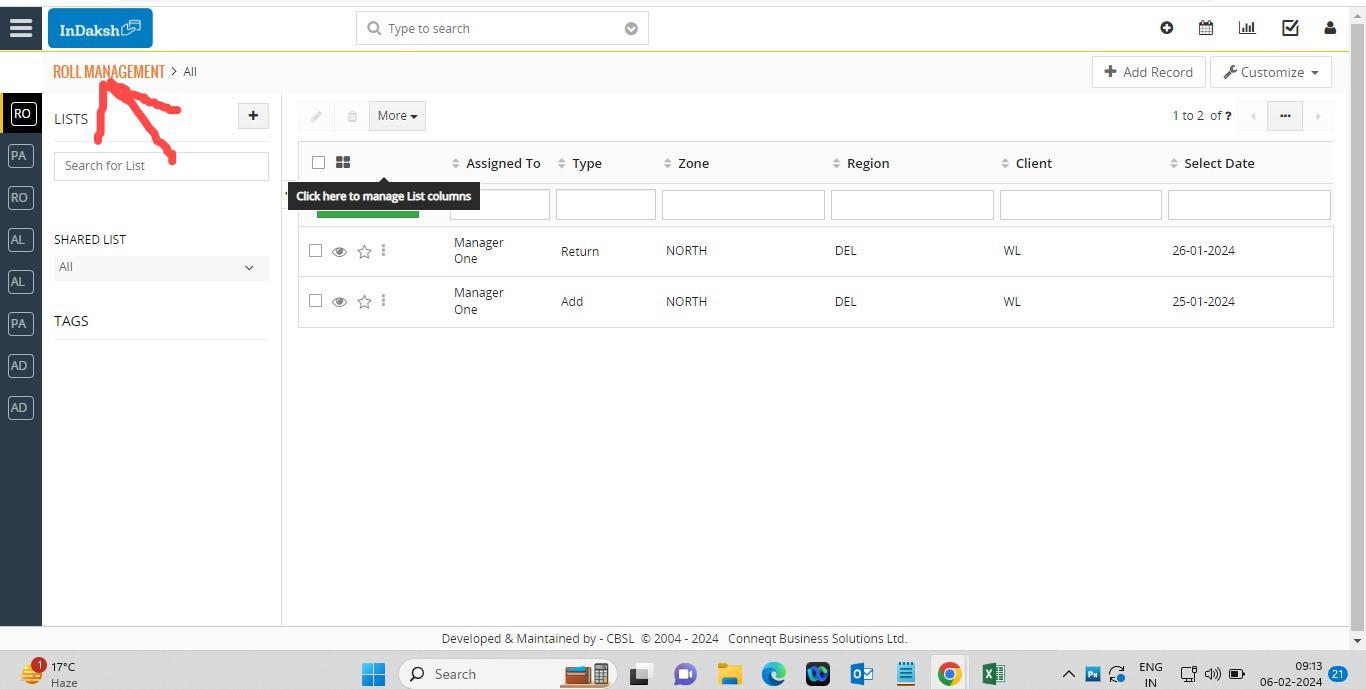 InDaksh
Type to search
ROLL MANAGEMENT > All
Add Record
Customize
RO
PA
RO
AL
AL
PA
AD
AD
LISTS
+
Search for List
SHARED LIST
All
TAGS
More
1 to 2 of ?
...
Assigned To
Type
Zone
Region
Client
Select Date
Click here to manage List columns
Manager
One
Return
NORTH
DEL
WL
26-01-2024
Manager
One
Add
NORTH
DEL
WL
25-01-2024
Developed & Maintained by - CBSL © 2004 - 2024 Conneqt Business Solutions Ltd.
1
17°C
Haze
Search
ENG
IN
09:13
06-02-2024
21